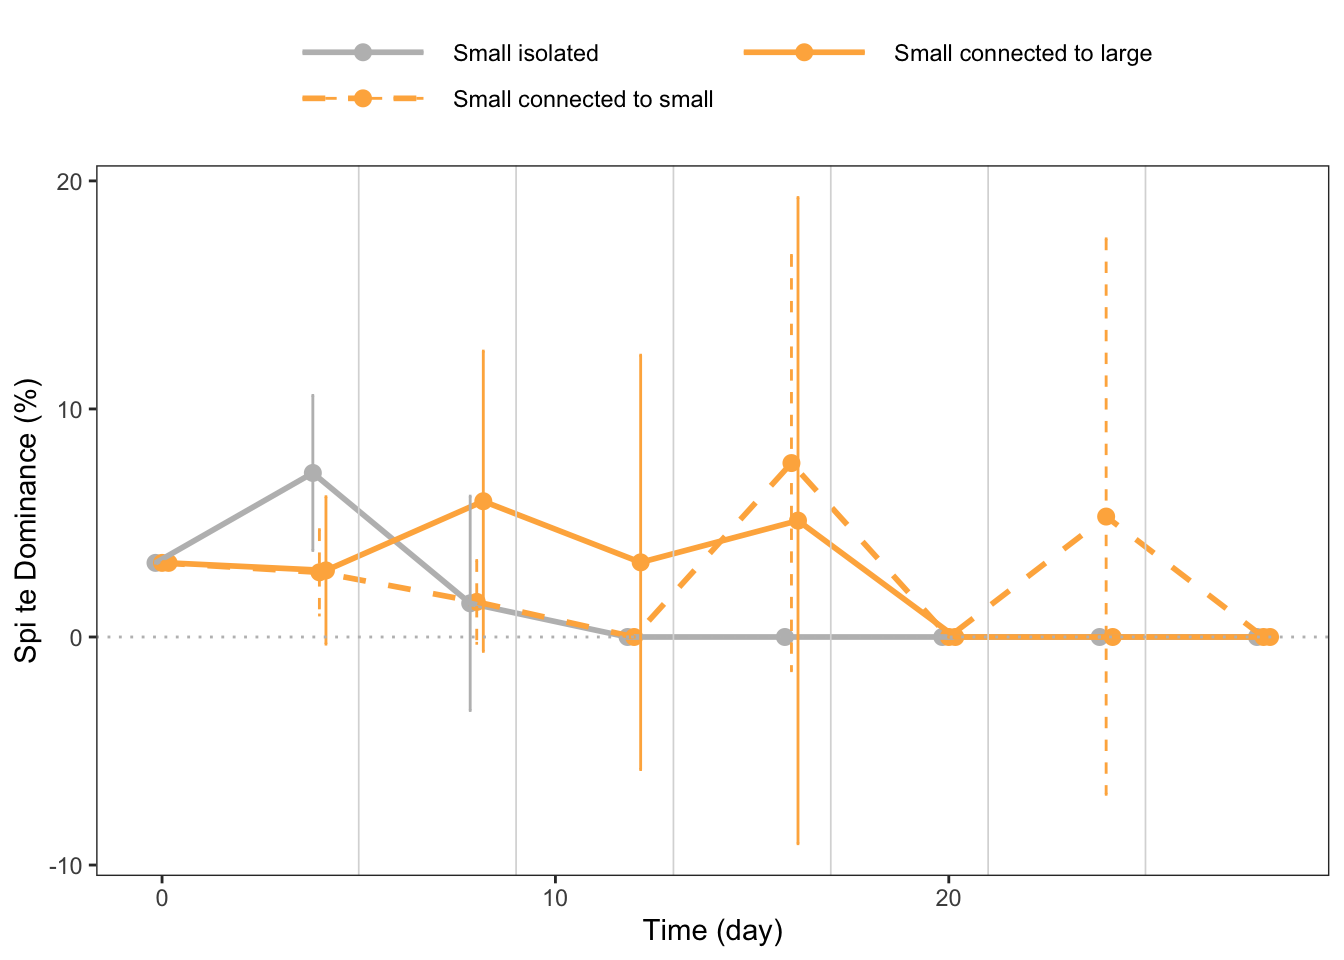 Small isolated
Small connected to large
Small connected to small
20
10
0
-10
Spi te Dominance (%)
0
10
20
Time (day)